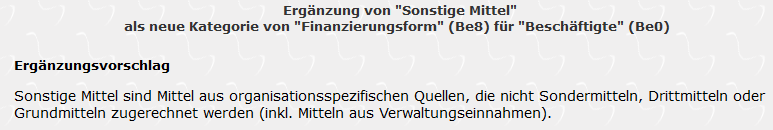 Ergänzung von "Sonstige Mittel"
als neue Kategorie von "Finanzierungsform" (Be8) für "Beschäftigte" (Be0)
Ergänzungsvorschlag
Sonstige Mittel sind Mittel aus organisationsspezifischen Quellen, die nicht Sondermitteln, Drittmitteln oder
Grundmitteln zugerechnet werden (inkl. Mitteln aus Verwaltungseinnahmen).